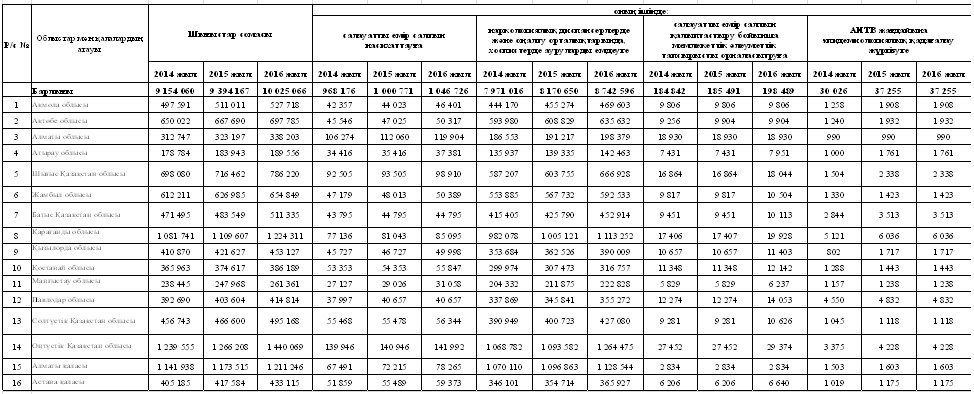 оның ішінде:
Р/с № Облыстар мен қалалардың атауы Шығыстар сомасы салауатты өмір салтын насихаттауға наркологиялық диспансерлерде және оңалту орталықтарында, хоспистерде ауруларды емдеуге салауатты өмір салтын қалыптастыру бойынша мемлекеттік әлеуметтік тапсырысты орналастыруға АИТВ жағдайына эпидемиологиялық қадағалау жүргізуге
2014 жыл 2015 жыл 2016 жыл 2014 жыл 2015 жыл 2016 жыл 2014 жыл 2015 жыл 2016 жыл 2014 жыл 2015 жыл 2016 жыл 2014 жыл 2015 жыл 2016 жыл
Барлығы 9 154 060 9 394 167 10 025 066 968 176 1 000 771 1 046 726 7 971 016 8 170 650 8 742 596 184 842 185 491 198 489 30 026 37 255 37 255
1 Ақмола облысы 497 591 511 011 527 718 42 357 44 023 46 401 444 170 455 274 469 603 9 806 9 806 9 806 1 258 1 908 1 908
2 Ақтөбе облысы 650 022 667 690 697 785 45 546 47 025 50 317 593 980 608 829 635 632 9 256 9 904 9 904 1 240 1 932 1 932
3 Алматы облысы 312 747 323 197 338 203 106 274 112 060 119 904 186 553 191 217 198 379 18 930 18 930 18 930 990 990 990
4 Атырау облысы 178 784 183 943 189 556 34 416 35 416 37 381 135 937 139 335 142 463 7 431 7 431 7 951 1 000 1 761 1 761
5 Шығыс Қазақстан облысы 698 080 716 462 786 220 92 505 93 505 98 910 587 207 603 755 666 928 16 864 16 864 18 044 1 504 2 338 2 338
6 Жамбыл облысы 612 211 626 985 654 849 47 179 48 013 50 389 553 885 567 732 592 533 9 817 9 817 10 504 1 330 1 423 1 423
7 Батыс Қазақстан облысы 471 495 483 549 511 335 43 795 44 795 44 795 415 405 425 790 452 914 9 451 9 451 10 113 2 844 3 513 3 513
8 Қарағанды облысы 1 081 741 1 109 607 1 224 311 77 136 81 043 85 095 982 078 1 005 121 1 113 252 17 406 17 407 19 928 5 121 6 036 6 036
9 Қызылорда облысы 410 870 421 627 453 127 45 727 46 727 49 998 353 684 362 526 390 009 10 657 10 657 11 403 802 1 717 1 717
10 Қостанай облысы 365 963 374 617 386 189 53 353 54 353 55 847 299 974 307 473 316 757 11 348 11 348 12 142 1 288 1 443 1 443
11 Маңғыстау облысы 238 445 247 968 261 361 27 127 29 026 31 058 204 332 211 875 222 828 5 829 5 829 6 237 1 157 1 238 1 238
12 Павлодар облысы 392 690 403 604 414 814 37 997 40 657 40 657 337 869 345 841 355 272 12 274 12 274 14 053 4 550 4 832 4 832
13 Солтүстік Қазақстан облысы 456 743 466 600 495 168 55 468 55 478 56 344 390 949 400 723 427 080 9 281 9 281 10 626 1 045 1 118 1 118
14 Оңтүстік Қазақстан облысы 1 239 555 1 266 208 1 440 069 139 946 140 946 141 992 1 068 782 1 093 582 1 264 475 27 452 27 452 29 374 3 375 4 228 4 228
15 Алматы қаласы 1 141 938 1 173 515 1 211 246 67 491 72 215 78 265 1 070 110 1 096 863 1 128 544 2 834 2 834 2 834 1 503 1 603 1 603
16 Астана қаласы 405 185 417 584 433 115 51 859 55 489 59 373 346 101 354 714 365 927 6 206 6 206 6 640 1 019 1 175 1 175